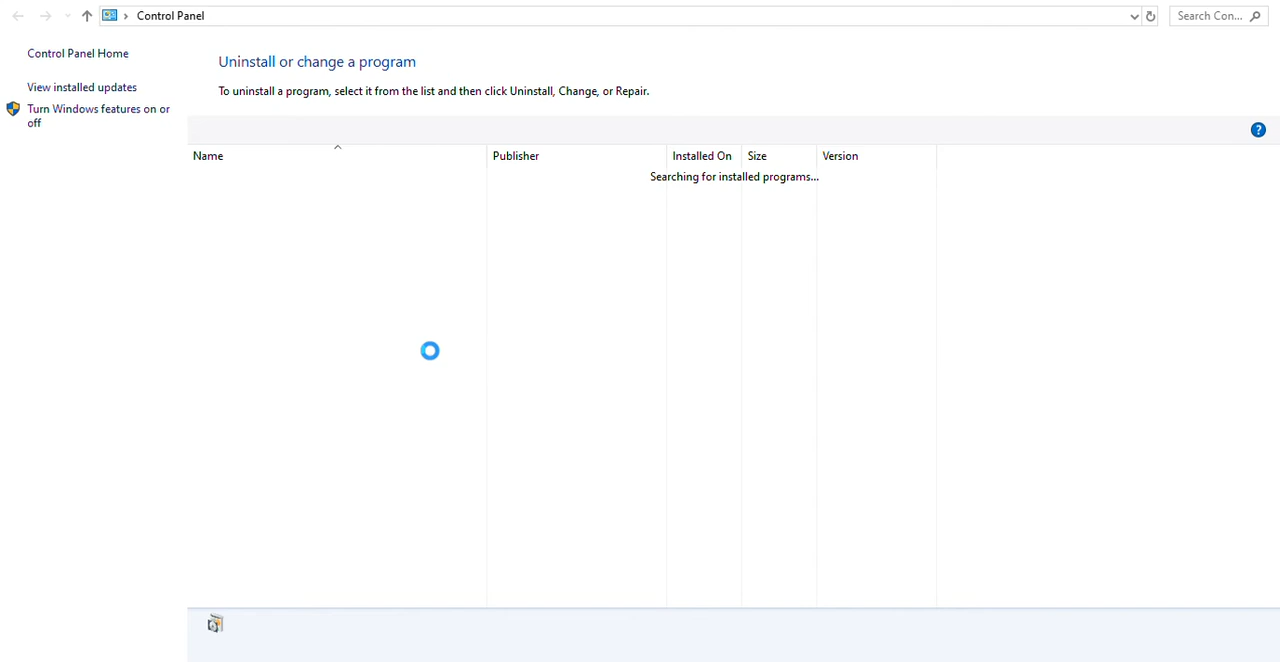 Control Panel
Search Con...
Control Panel Home
View installed updates
Turn Windows features on or
off
Uninstall or change a program
To uninstall a program, select it from the list and then click Uninstall, Change, or Repair.
?
Name Publisher Installed On Size Version
Searching for installed programs...